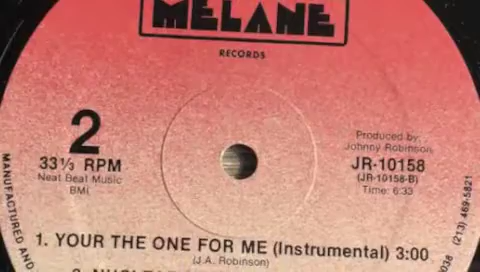 MÉLANE
RECORDS
2
33⅓ RPM
Neat Beat Music
BMI
Produced by:
Johnny Robinson
JR-10158
(JR-10158-B)
Time: 6:33
1. YOUR THE ONE FOR ME (Instrumental) 3:00
(J.A. Robinson)
MANUFACTURED AND
(213) 469-5821